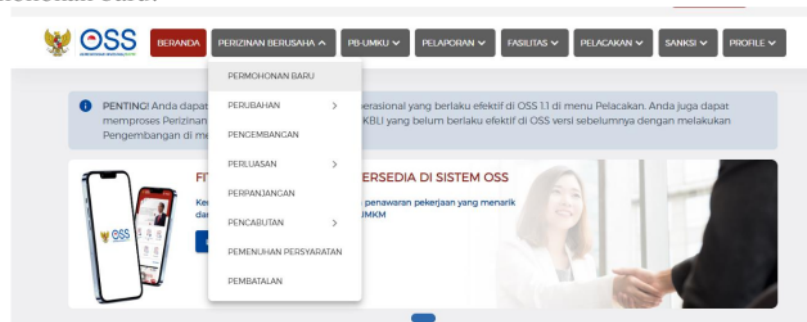 OSS
BERANDA
PERIZINAN BERUSAHA
PB-UMKU
PELAPORAN
FASILITAS
PELACAKAN
SANKSI
PROFILE
PERMOHONAN BARU
PERUBAHAN
PENGEMBANGAN
PERLUASAN
PERPANJANGAN
PENCABUTAN
PEMENUHAN PERSYARATAN
PEMBATALAN
PENTING! Anda dapat erasional yang berlaku efektif di OSS 1.1 di menu Pelacakan. Anda juga dapat
memproses Perizinan KBLI yang belum berlaku efektif di OSS versi sebelumnya dengan melakukan
Pengembangan di me
FI ERSEDIA DI SISTEM OSS
penawaran pekerjaan yang menarik
UMKM
OSS